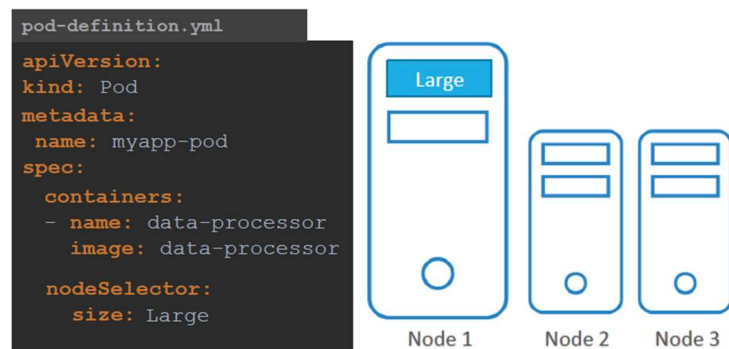 pod-definition.yml
apiVersion:
kind: Pod
metadata:
 name: myapp-pod
spec:
  containers:
  - name: data-processor
    image: data-processor
  nodeSelector:
    size: Large
Large
Node 1
Node 2
Node 3